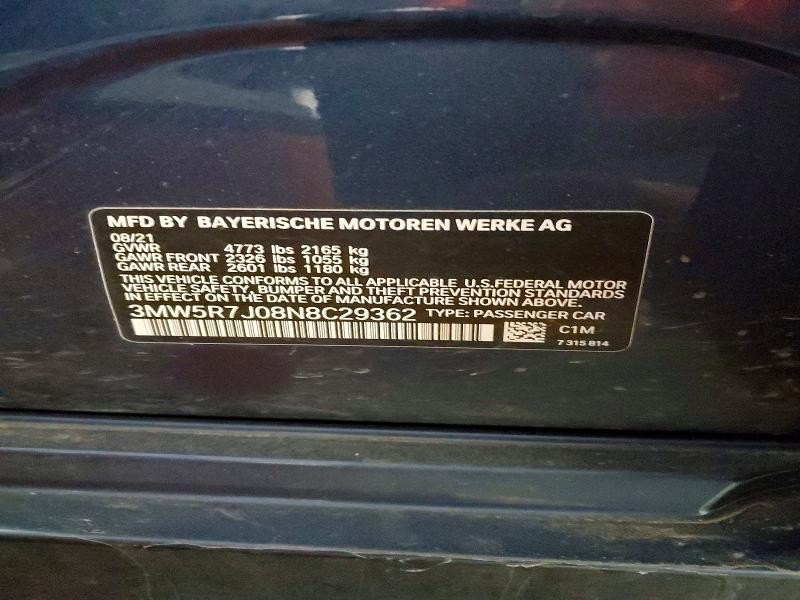 MFD BY BAYERISCHE MOTOREN WERKE AG
08/21
GVWR 4773 lbs 2165 kg
GAWR FRONT 2326 lbs 1055 kg
GAWR REAR 2601 lbs 1180 kg
THIS VEHICLE CONFORMS TO ALL APPLICABLE U.S.FEDERAL MOTOR
VEHICLE SAFETY, BUMPER AND THEFT PREVENTION STANDARDS
IN EFFECT ON THE DATE OF MANUFACTURE SHOWN ABOVE.
3MW5R7J08N8C29362 TYPE: PASSENGER CAR
C1M
7 315 814